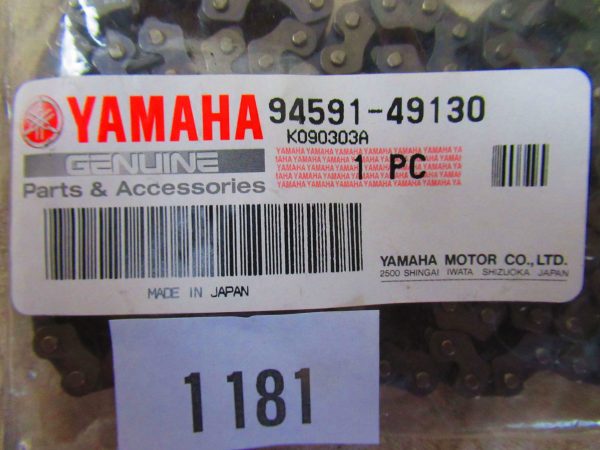 YAMAHA 94591-49130
K090303A
GENUINE
Parts & Accessories
1 PC
YAMAHA MOTOR CO.,LTD.
2500 SHINGAI IWATA SHIZUOKA JAPAN
MADE IN JAPAN
1181